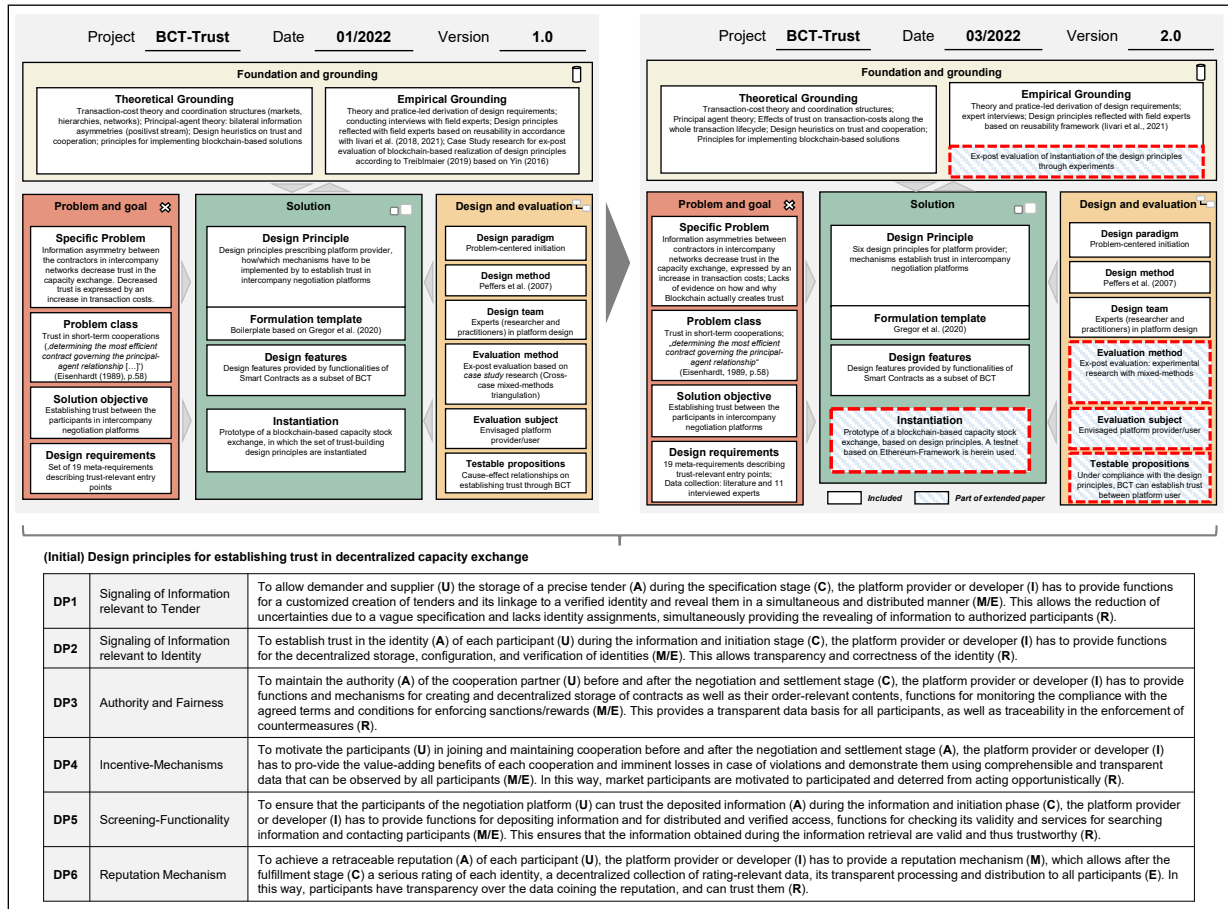 Project BCT-Trust Date 01/2022 Version 1.0
Foundation and grounding
Theoretical Grounding
Transaction-cost theory and coordination structures (markets,
hierarchies, networks); Principal-agent theory: bilateral information
asymmetries (positivst stream); Design heuristics on trust and
cooperation; principles for implementing blockchain-based solutions
Empirical Grounding
Theory and pratice-led derivation of design requirements;
conducting interviews with field experts; Design principles
reflected with field experts based on reusability in accordance
with Iivari et al. (2018, 2021); Case Study research for ex-post
evaluation of blockchain-based realization of design principles
according to Treiblmaier (2019) based on Yin (2016)
Problem and goal
Specific Problem
Information asymmetry between
the contractors in intercompany
networks decrease trust in the
capacity exchange. Decreased
trust is expressed by an
increase in transaction costs.
Problem class
Trust in short-term cooperations
(„determining the most efficient
contract governing the principal-
agent relationship […]‘)
(Eisenhardt (1989), p.58)
Solution objective
Establishing trust between the
participants in intercompany
negotiation platforms
Design requirements
Set of 19 meta-requirements
describing trust-relevant entry
points
Solution
Design Principle
Design principles prescribing platform provider,
how/which mechanisms have to be
implemented by to establish trust in
intercompany negotiation platforms
Formulation template
Boilerplate based on Gregor et al. (2020)
Design features
Design features provided by functionalities of
Smart Contracts as a subset of BCT
Instantiation
Prototype of a blockchain-based capacity stock
exchange, in which the set of trust-building
design principles are instantiated
Design and evaluation
Design paradigm
Problem-centered initiation
Design method
Peffers et al. (2007)
Design team
Experts (researcher and
practitioners) in platform design
Evaluation method
Ex-post evaluation based on
case study research (Cross-
case mixed-methods
triangulation)
Evaluation subject
Envisaged platform
provider/user
Testable propositions
Cause-effect relationships on
establishing trust through BCT
Project BCT-Trust Date 03/2022 Version 2.0
Foundation and grounding
Theoretical Grounding
Transaction-cost theory and coordination structures;
Principal agent theory; Effects of trust on transaction-costs along
the whole transaction lifecycle; Design heuristics on trust and cooperation;
Principles for implementing blockchain-based solutions
Empirical Grounding
Theory and pratice-led derivation of design requirements;
expert interviews; Design principles reflected with field
experts based on reusability framework (Iivari et al., 2021)
Ex-post evaluation of instantiation of the design principles
through experiments
Problem and goal
Specific Problem
Information asymmetries between
contractors in intercompany
networks decrease trust in the
capacity exchange, expressed by an
increase in transaction costs; Lacks
of evidence on how and why
Blockchain actually creates trust
Problem class
Trust in short-term cooperations;
„determining the most efficient
contract governing the principal-
agent relationship“
(Eisenhardt, 1989, p.58)
Solution objective
Establishing trust between the
participants in intercompany
negotiation platforms
Design requirements
19 meta-requirements describing
trust-relevant entry points;
Data collection: literature and 11
interviewed experts
Solution
Design Principle
Six design principles for platform provider;
mechanisms establish trust in intercompany
negotiation platforms
Formulation template
Gregor et al. (2020)
Design features
Design features provided by functionalities
of Smart Contracts as a subset of BCT
Instantiation
Prototype of a blockchain-based capacity stock
exchange, based on design principles. A testnet
based on Ethereum-Framework is herein used.
Included Part of extended paper
Design and evaluation
Design paradigm
Problem-centered initiation
Design method
Peffers et al. (2007)
Design team
Experts (researcher and
practitioners) in platform design
Evaluation method
Ex-post evaluation: experimental
research with mixed-methods
Evaluation subject
Envisaged platform provider/user
Testable propositions
Under compliance with the design
principles, BCT can establish trust
between platform user
(Initial) Design principles for establishing trust in decentralized capacity exchange
DP1
Signaling of Information
relevant to Tender
To allow demander and supplier (U) the storage of a precise tender (A) during the specification stage (C), the platform provider or developer (I) has to provide functions
for a customized creation of tenders and its linkage to a verified identity and reveal them in a simultaneous and distributed manner (M/E). This allows the reduction of
uncertainties due to a vague specification and lacks identity assignments, simultaneously providing the revealing of information to authorized participants (R).
DP2
Signaling of Information
relevant to Identity
To establish trust in the identity (A) of each participant (U) during the information and initiation stage (C), the platform provider or developer (I) has to provide functions
for the decentralized storage, configuration, and verification of identities (M/E). This allows transparency and correctness of the identity (R).
DP3
Authority and Fairness
To maintain the authority (A) of the cooperation partner (U) before and after the negotiation and settlement stage (C), the platform provider or developer (I) has to provide
functions and mechanisms for creating and decentralized storage of contracts as well as their order-relevant contents, functions for monitoring the compliance with the
agreed terms and conditions for enforcing sanctions/rewards (M/E). This provides a transparent data basis for all participants, as well as traceability in the enforcement of
countermeasures (R).
DP4
Incentive-Mechanisms
To motivate the participants (U) in joining and maintaining cooperation before and after the negotiation and settlement stage (A), the platform provider or developer (I)
has to pro-vide the value-adding benefits of each cooperation and imminent losses in case of violations and demonstrate them using comprehensible and transparent
data that can be observed by all participants (M/E). In this way, market participants are motivated to participated and deterred from acting opportunistically (R).
DP5
Screening-Functionality
To ensure that the participants of the negotiation platform (U) can trust the deposited information (A) during the information and initiation phase (C), the platform provider
or developer (I) has to provide functions for depositing information and for distributed and verified access, functions for checking its validity and services for searching
information and contacting participants (M/E). This ensures that the information obtained during the information retrieval are valid and thus trustworthy (R).
DP6
Reputation Mechanism
To achieve a retraceable reputation (A) of each participant (U), the platform provider or developer (I) has to provide a reputation mechanism (M), which allows after the
fulfillment stage (C) a serious rating of each identity, a decentralized collection of rating-relevant data, its transparent processing and distribution to all participants (E). In
this way, participants have transparency over the data coining the reputation, and can trust them (R).